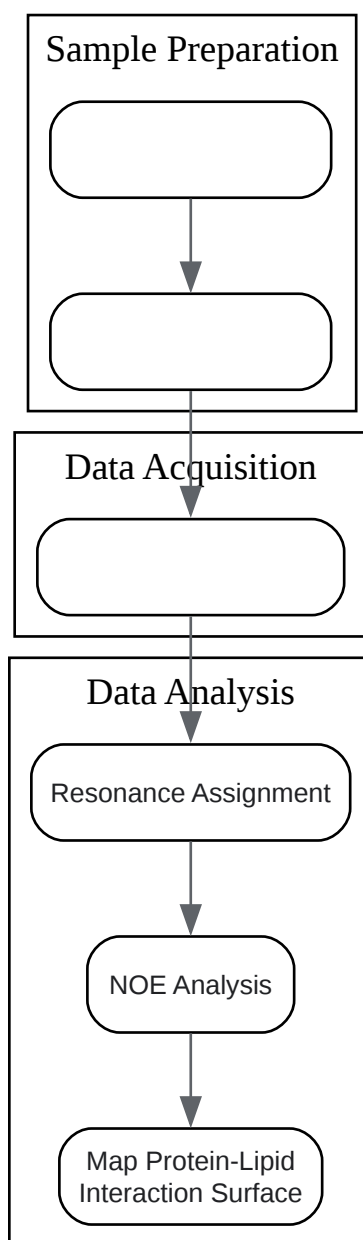 Sample Preparation
Data Acquisition
Data Analysis
Resonance Assignment
NOE Analysis
Map Protein-Lipid
Interaction Surface